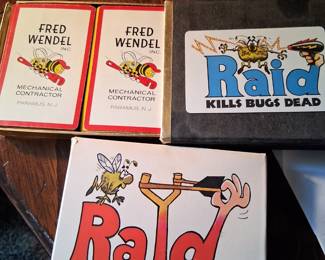 FRED
WENDEL
INC.
MECHANICAL
CONTRACTOR
PARAMUS, N.J.
FRED
WENDEL
INC.
MECHANICAL
CONTRACTOR
PARAMUS, N.J.
Raid
KILLS BUGS DEAD
Raid